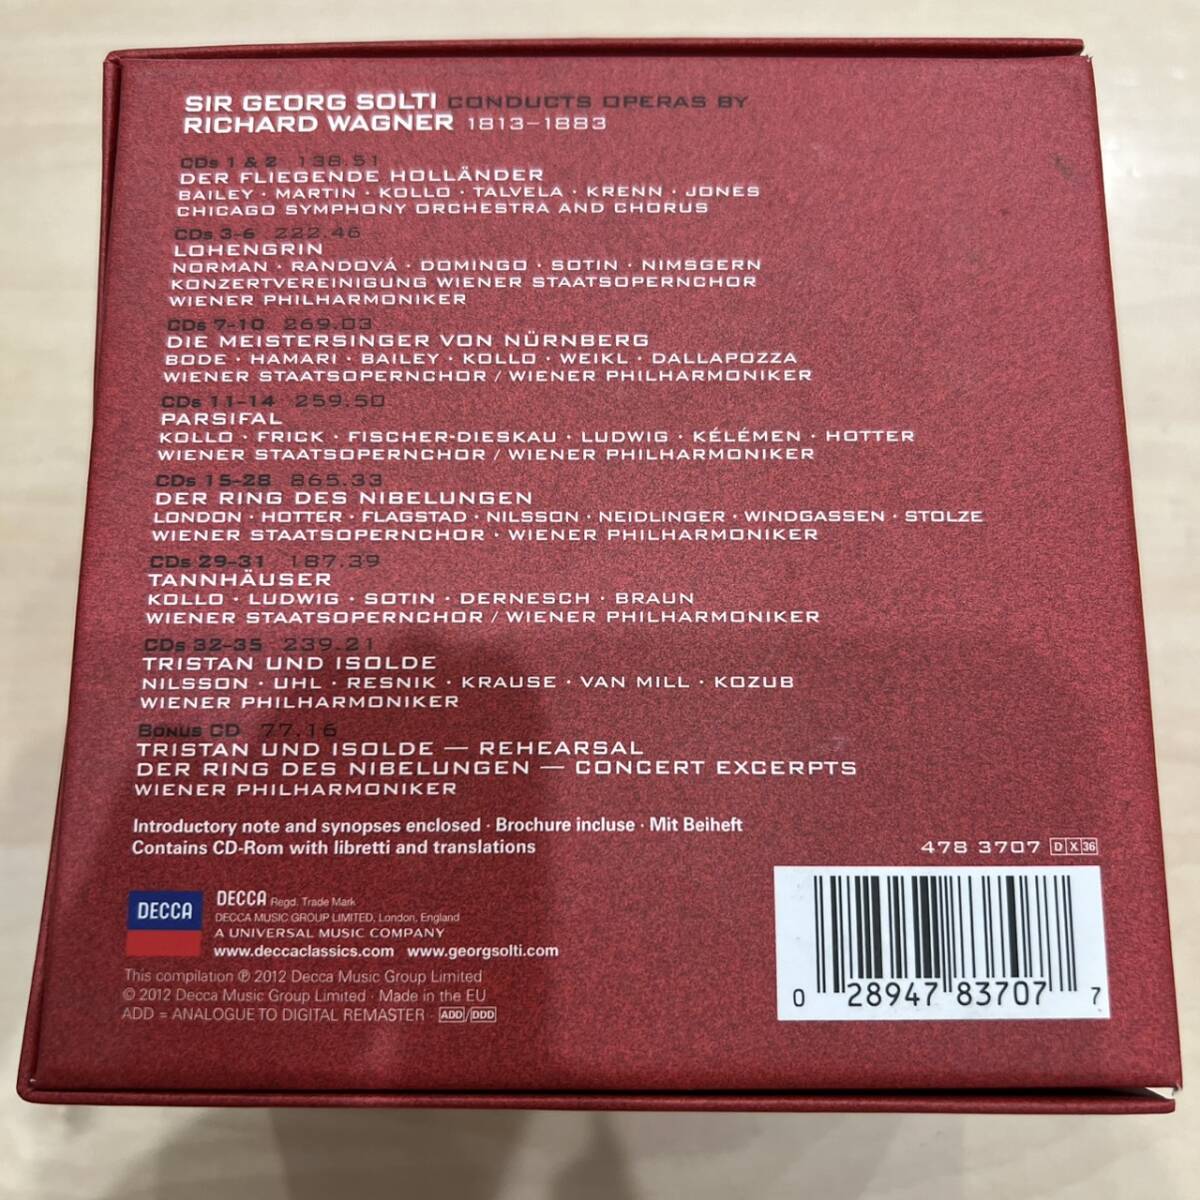 SIR GEORG SOLTI CONDUCTS OPERAS BY
RICHARD WAGNER 1813–1883
CDs 1 & 2 138.51
DER FLIEGENDE HOLLÄNDER
BAILEY · MARTIN · KOLLO · TALVELA · KRENN · JONES
CHICAGO SYMPHONY ORCHESTRA AND CHORUS
CDs 3-6 222.46
LOHENGRIN
NORMAN · RANDOVÁ · DOMINGO · SOTIN · NIMSGERN
KONZERTVEREINIGUNG WIENER STAATSOPERNCHOR
WIENER PHILHARMONIKER
CDs 7-10 269.03
DIE MEISTERSINGER VON NÜRNBERG
BODE · HAMARI · BAILEY · KOLLO · WEIKL · DALLAPOZZA
WIENER STAATSOPERNCHOR / WIENER PHILHARMONIKER
CDs 11-14 259.50
PARSIFAL
KOLLO · FRICK · FISCHER-DIESKAU · LUDWIG · KÉLÉMEN · HOTTER
WIENER STAATSOPERNCHOR / WIENER PHILHARMONIKER
CDs 15-28 865.33
DER RING DES NIBELUNGEN
LONDON · HOTTER · FLAGSTAD · NILSSON · NEIDLINGER · WINDGASSEN · STOLZE
WIENER STAATSOPERNCHOR · WIENER PHILHARMONIKER
CDs 29-31 187.39
TANNHÄUSER
KOLLO · LUDWIG · SOTIN · DERNESCH · BRAUN
WIENER STAATSOPERNCHOR / WIENER PHILHARMONIKER
CDs 32-35 239.21
TRISTAN UND ISOLDE
NILSSON · UHL · RESNIK · KRAUSE · VAN MILL · KOZUB
WIENER PHILHARMONIKER
BONUS CD 77.16
TRISTAN UND ISOLDE — REHEARSAL
DER RING DES NIBELUNGEN — CONCERT EXCERPTS
WIENER PHILHARMONIKER
Introductory note and synopses enclosed · Brochure incluse · Mit Beiheft
Contains CD-Rom with libretti and translations
478 3707 D X 36
DECCA
DECCA Regd. Trade Mark
DECCA MUSIC GROUP LIMITED, London, England
A UNIVERSAL MUSIC COMPANY
www.deccaclassics.com www.georgsolti.com
This compilation ℗ 2012 Decca Music Group Limited
© 2012 Decca Music Group Limited · Made in the EU
ADD = ANALOGUE TO DIGITAL REMASTER · ADD/DDD
0 28947 83707 7